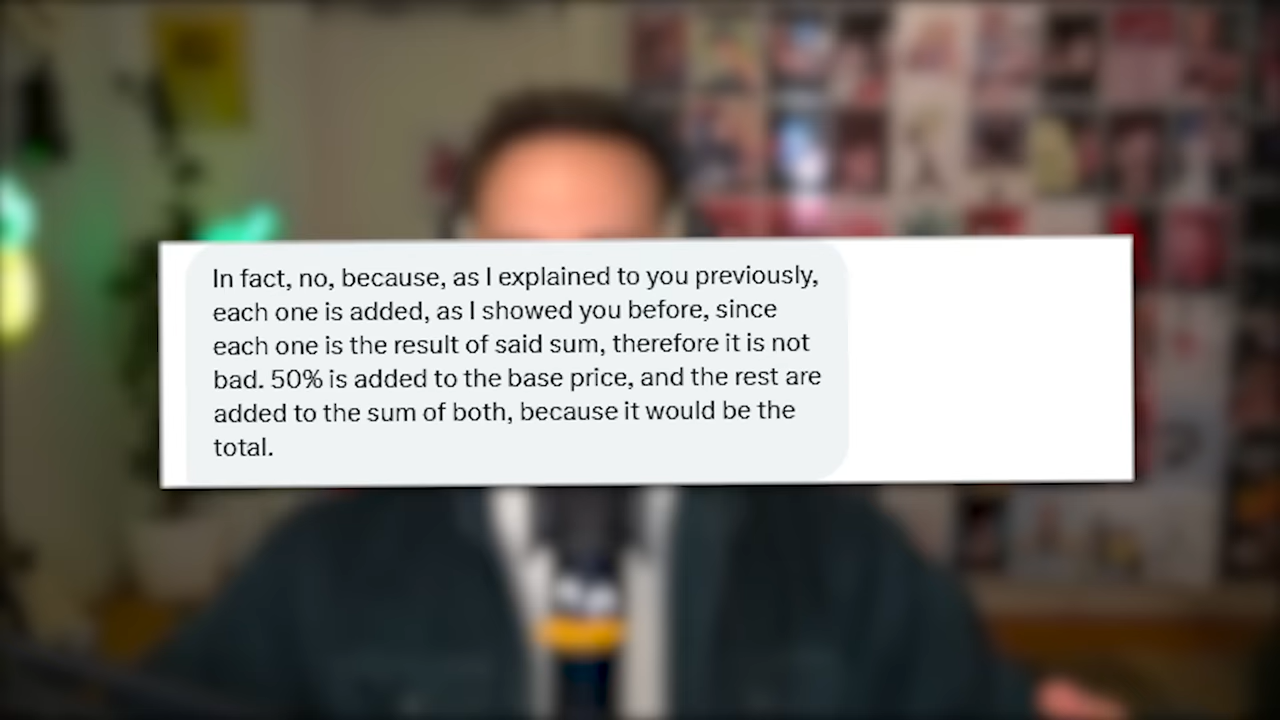 In fact, no, because, as I explained to you previously,
each one is added, as I showed you before, since
each one is the result of said sum, therefore it is not
bad. 50% is added to the base price, and the rest are
added to the sum of both, because it would be the
total.